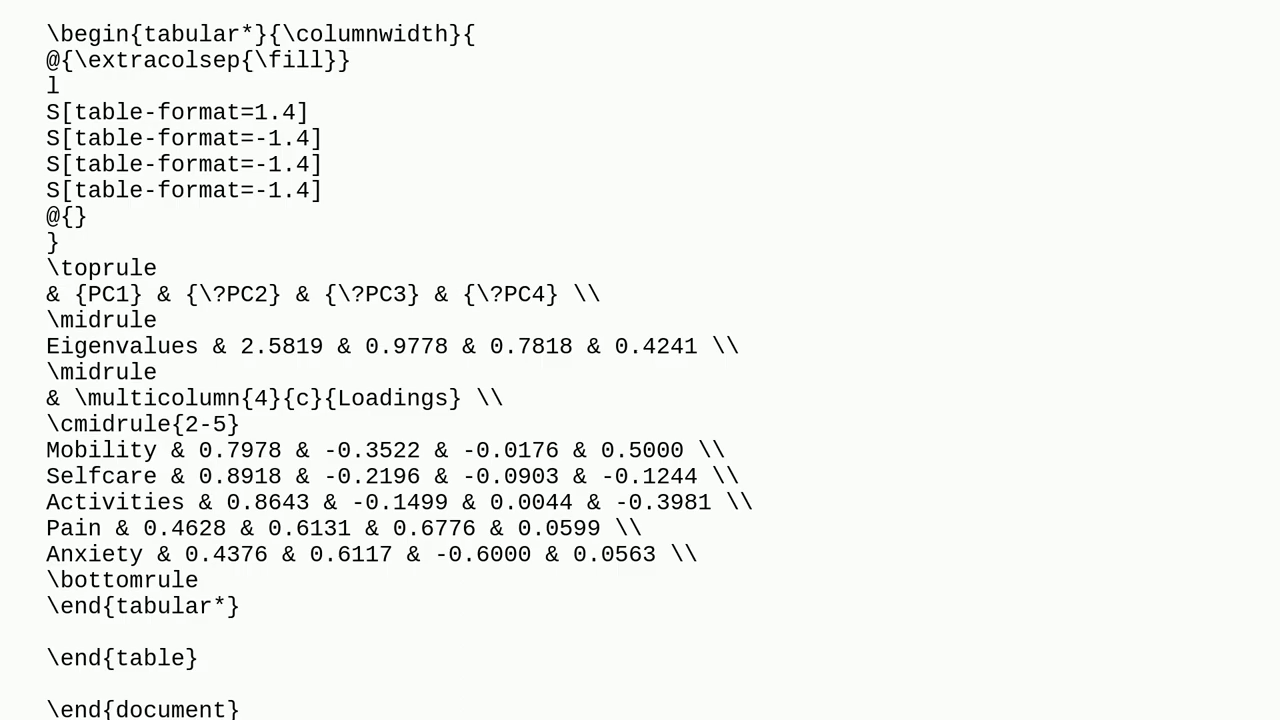 \begin{tabular*}{\columnwidth}{
@{\extracolsep{\fill}}
l
S[table-format=1.4]
S[table-format=-1.4]
S[table-format=-1.4]
S[table-format=-1.4]
@{}
}
\toprule
& {PC1} & {\?PC2} & {\?PC3} & {\?PC4} \\
\midrule
Eigenvalues & 2.5819 & 0.9778 & 0.7818 & 0.4241 \\
\midrule
& \multicolumn{4}{c}{Loadings} \\
\cmidrule{2-5}
Mobility & 0.7978 & -0.3522 & -0.0176 & 0.5000 \\
Selfcare & 0.8918 & -0.2196 & -0.0903 & -0.1244 \\
Activities & 0.8643 & -0.1499 & 0.0044 & -0.3981 \\
Pain & 0.4628 & 0.6131 & 0.6776 & 0.0599 \\
Anxiety & 0.4376 & 0.6117 & -0.6000 & 0.0563 \\
\bottomrule
\end{tabular*}
\end{table}
\end{document}